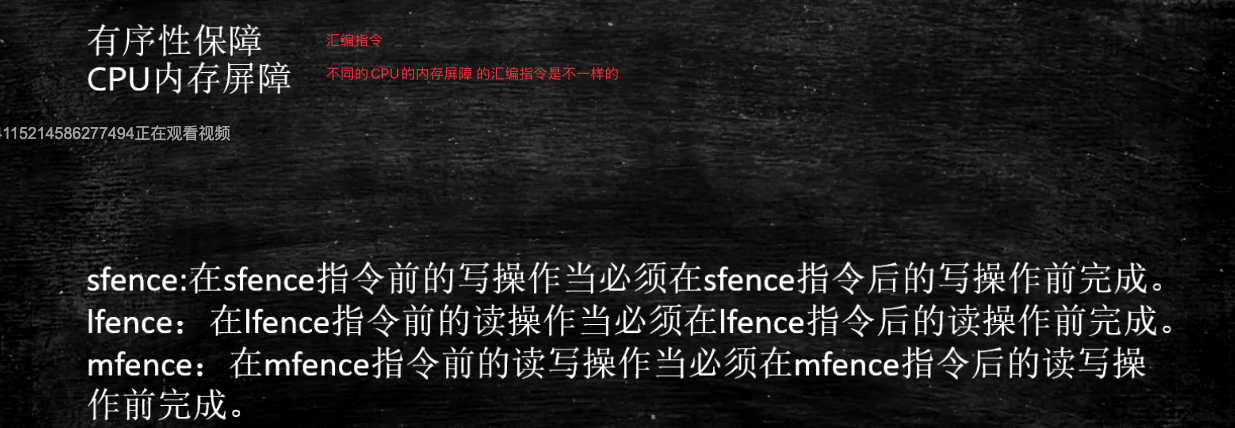 有序性保障
汇编指令
CPU内存屏障
不同的CPU的内存屏障 的汇编指令是不一样的
4115214586277494正在观看视频
sfence:在sfence指令前的写操作当必须在sfence指令后的写操作前完成。
lfence：在lfence指令前的读操作当必须在lfence指令后的读操作前完成。
mfence：在mfence指令前的读写操作当必须在mfence指令后的读写操
作前完成。